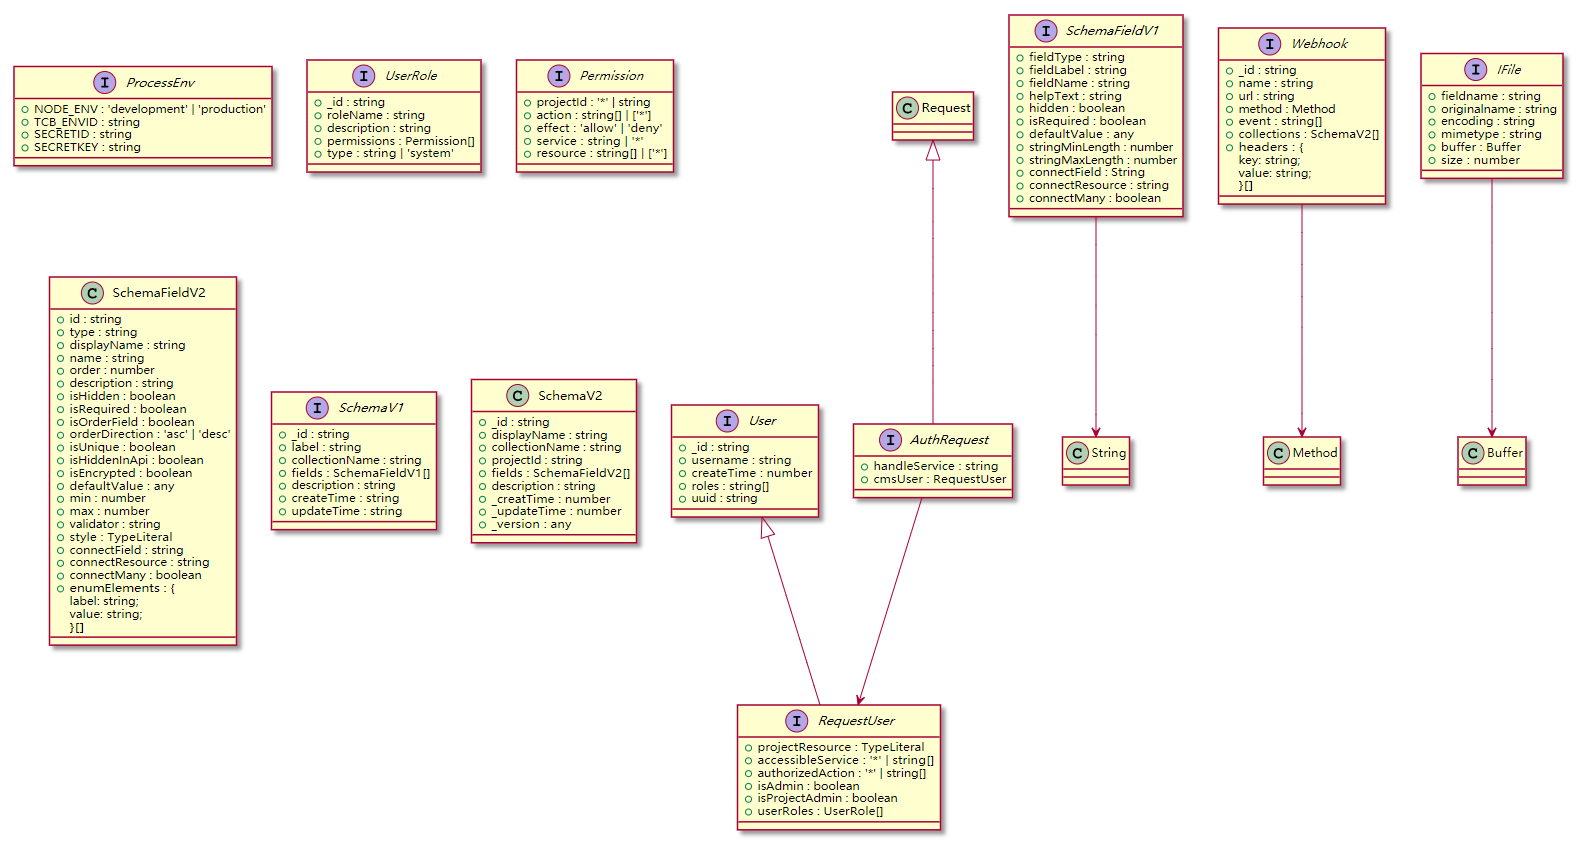 I ProcessEnv
NODE_ENV : 'development' | 'production'
TCB_ENVID : string
SECRETID : string
SECRETKEY : string
I UserRole
_id : string
roleName : string
description : string
permissions : Permission[]
type : string | 'system'
I Permission
projectId : '*' | string
action : string[] | ['*']
effect : 'allow' | 'deny'
service : string | '*'
resource : string[] | ['*']
C Request
I SchemaFieldV1
fieldType : string
fieldLabel : string
fieldName : string
helpText : string
hidden : boolean
isRequired : boolean
defaultValue : any
stringMinLength : number
stringMaxLength : number
connectField : String
connectResource : string
connectMany : boolean
I Webhook
_id : string
name : string
url : string
method : Method
event : string[]
collections : SchemaV2[]
headers : {
key: string;
value: string;
}[]
I IFile
fieldname : string
originalname : string
encoding : string
mimetype : string
buffer : Buffer
size : number
C SchemaFieldV2
id : string
type : string
displayName : string
name : string
order : number
description : string
isHidden : boolean
isRequired : boolean
isOrderField : boolean
orderDirection : 'asc' | 'desc'
isUnique : boolean
isHiddenInApi : boolean
isEncrypted : boolean
defaultValue : any
min : number
max : number
validator : string
style : TypeLiteral
connectField : string
connectResource : string
connectMany : boolean
enumElements : {
label: string;
value: string;
}[]
I SchemaV1
_id : string
label : string
collectionName : string
fields : SchemaFieldV1[]
description : string
createTime : string
updateTime : string
C SchemaV2
_id : string
displayName : string
collectionName : string
projectId : string
fields : SchemaFieldV2[]
description : string
_creatTime : number
_updateTime : number
_version : any
I User
_id : string
username : string
createTime : number
roles : string[]
uuid : string
I AuthRequest
handleService : string
cmsUser : RequestUser
C String
C Method
C Buffer
I RequestUser
projectResource : TypeLiteral
accessibleService : '*' | string[]
authorizedAction : '*' | string[]
isAdmin : boolean
isProjectAdmin : boolean
userRoles : UserRole[]